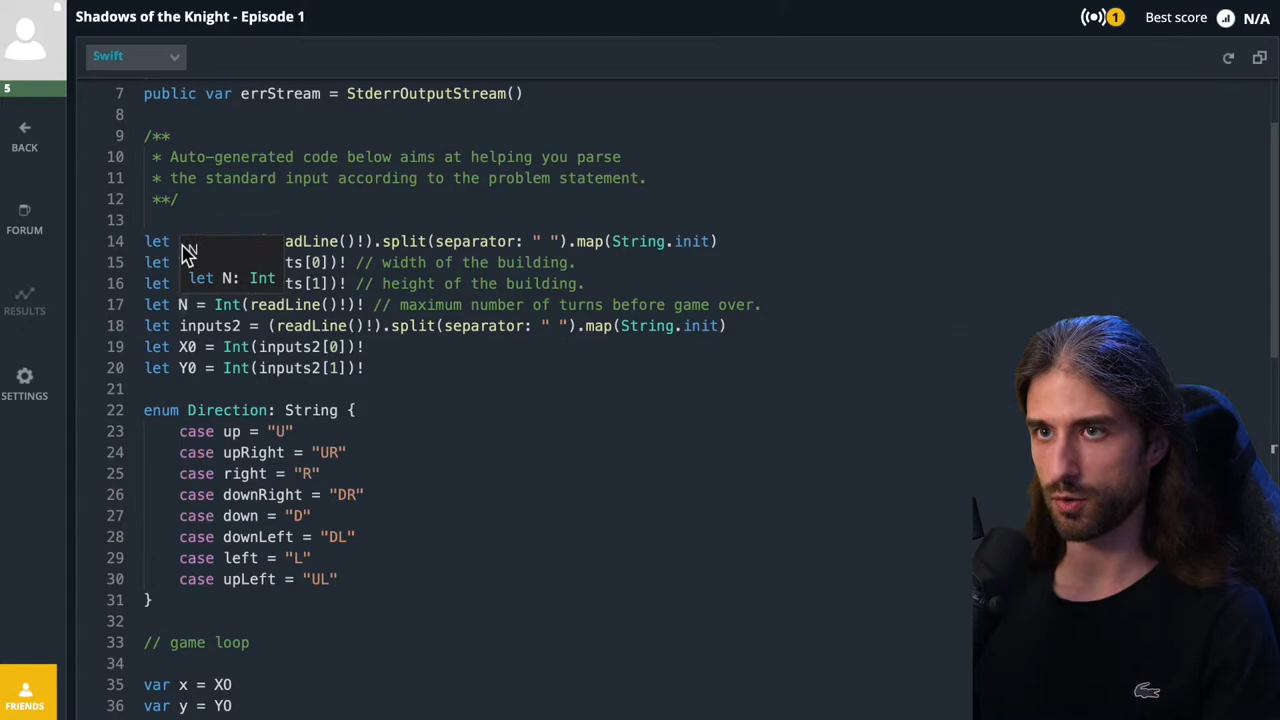 Shadows of the Knight - Episode 1
1
Best score
N/A
5
BACK
FORUM
RESULTS
SETTINGS
FRIENDS
Swift
7 public var errStream = StderrOutputStream()
8
9 /**
10 * Auto-generated code below aims at helping you parse
11 * the standard input according to the problem statement.
12 **/
13
14 let adLine()!).split(separator: " ").map(String.init)
15 let ts[0])! // width of the building.
16 let ts[1])! // height of the building.
N
let N: Int
17 let N = Int(readLine()!)! // maximum number of turns before game over.
18 let inputs2 = (readLine()!).split(separator: " ").map(String.init)
19 let X0 = Int(inputs2[0])!
20 let Y0 = Int(inputs2[1])!
21
22 enum Direction: String {
23 case up = "U"
24 case upRight = "UR"
25 case right = "R"
26 case downRight = "DR"
27 case down = "D"
28 case downLeft = "DL"
29 case left = "L"
30 case upLeft = "UL"
31 }
32
33 // game loop
34
35 var x = XO
36 var y = YO